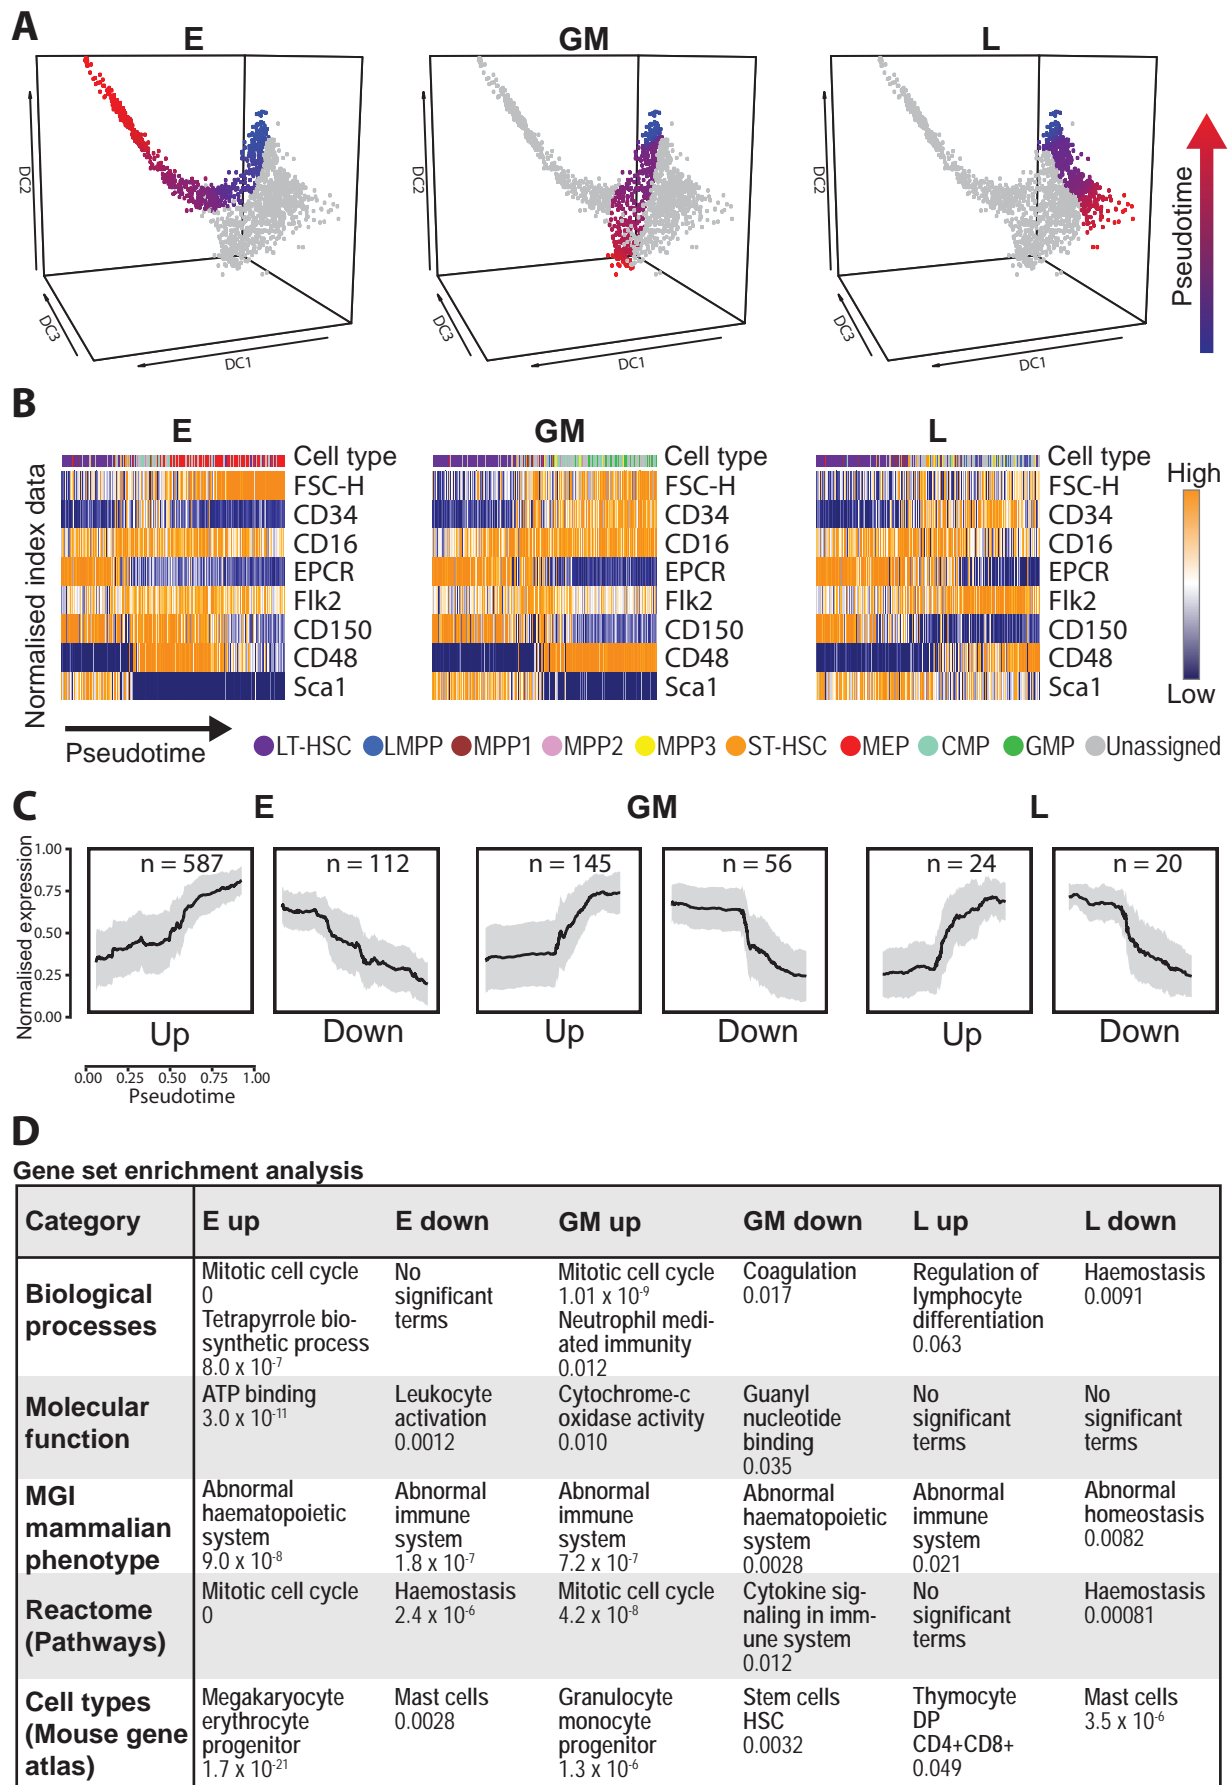 A
E
GM
L
DC2
DC3
DC1
DC2
DC3
DC1
DC2
DC3
DC1
Pseudotime
B
E
GM
L
Normalised index data
Cell type
FSC-H
CD34
CD16
EPCR
Flk2
CD150
CD48
Sca1
Cell type
FSC-H
CD34
CD16
EPCR
Flk2
CD150
CD48
Sca1
Cell type
FSC-H
CD34
CD16
EPCR
Flk2
CD150
CD48
Sca1
High
Low
Pseudotime
LT-HSC LMPP MPP1 MPP2 MPP3 ST-HSC MEP CMP GMP Unassigned
C
E
GM
L
Normalised expression
1.00
0.75
0.50
0.25
0.00
n = 587
n = 112
n = 145
n = 56
n = 24
n = 20
Up
Down
Up
Down
Up
Down
0.00 0.25 0.50 0.75 1.00
Pseudotime
D
Gene set enrichment analysis
Category
E up
E down
GM up
GM down
L up
L down
Biological
processes
Mitotic cell cycle
0
Tetrapyrrole bio-
synthetic process
8.0 x 10⁻⁷
No
significant
terms
Mitotic cell cycle
1.01 x 10⁻⁹
Neutrophil medi-
ated immunity
0.012
Coagulation
0.017
Regulation of
lymphocyte
differentiation
0.063
Haemostasis
0.0091
Molecular
function
ATP binding
3.0 x 10⁻¹¹
Leukocyte
activation
0.0012
Cytochrome-c
oxidase activity
0.010
Guanyl
nucleotide
binding
0.035
No
significant
terms
No
significant
terms
MGI
mammalian
phenotype
Abnormal
haematopoietic
system
9.0 x 10⁻⁸
Abnormal
immune
system
1.8 x 10⁻⁷
Abnormal
immune
system
7.2 x 10⁻⁷
Abnormal
haematopoietic
system
0.0028
Abnormal
immune
system
0.021
Abnormal
homeostasis
0.0082
Reactome
(Pathways)
Mitotic cell cycle
0
Haemostasis
2.4 x 10⁻⁶
Mitotic cell cycle
4.2 x 10⁻⁸
Cytokine sig-
naling in imm-
une system
0.012
No
significant
terms
Haemostasis
0.00081
Cell types
(Mouse gene
atlas)
Megakaryocyte
erythrocyte
progenitor
1.7 x 10⁻²¹
Mast cells
0.0028
Granulocyte
monocyte
progenitor
1.3 x 10⁻⁶
Stem cells
HSC
0.0032
Thymocyte
DP
CD4+CD8+
0.049
Mast cells
3.5 x 10⁻⁶